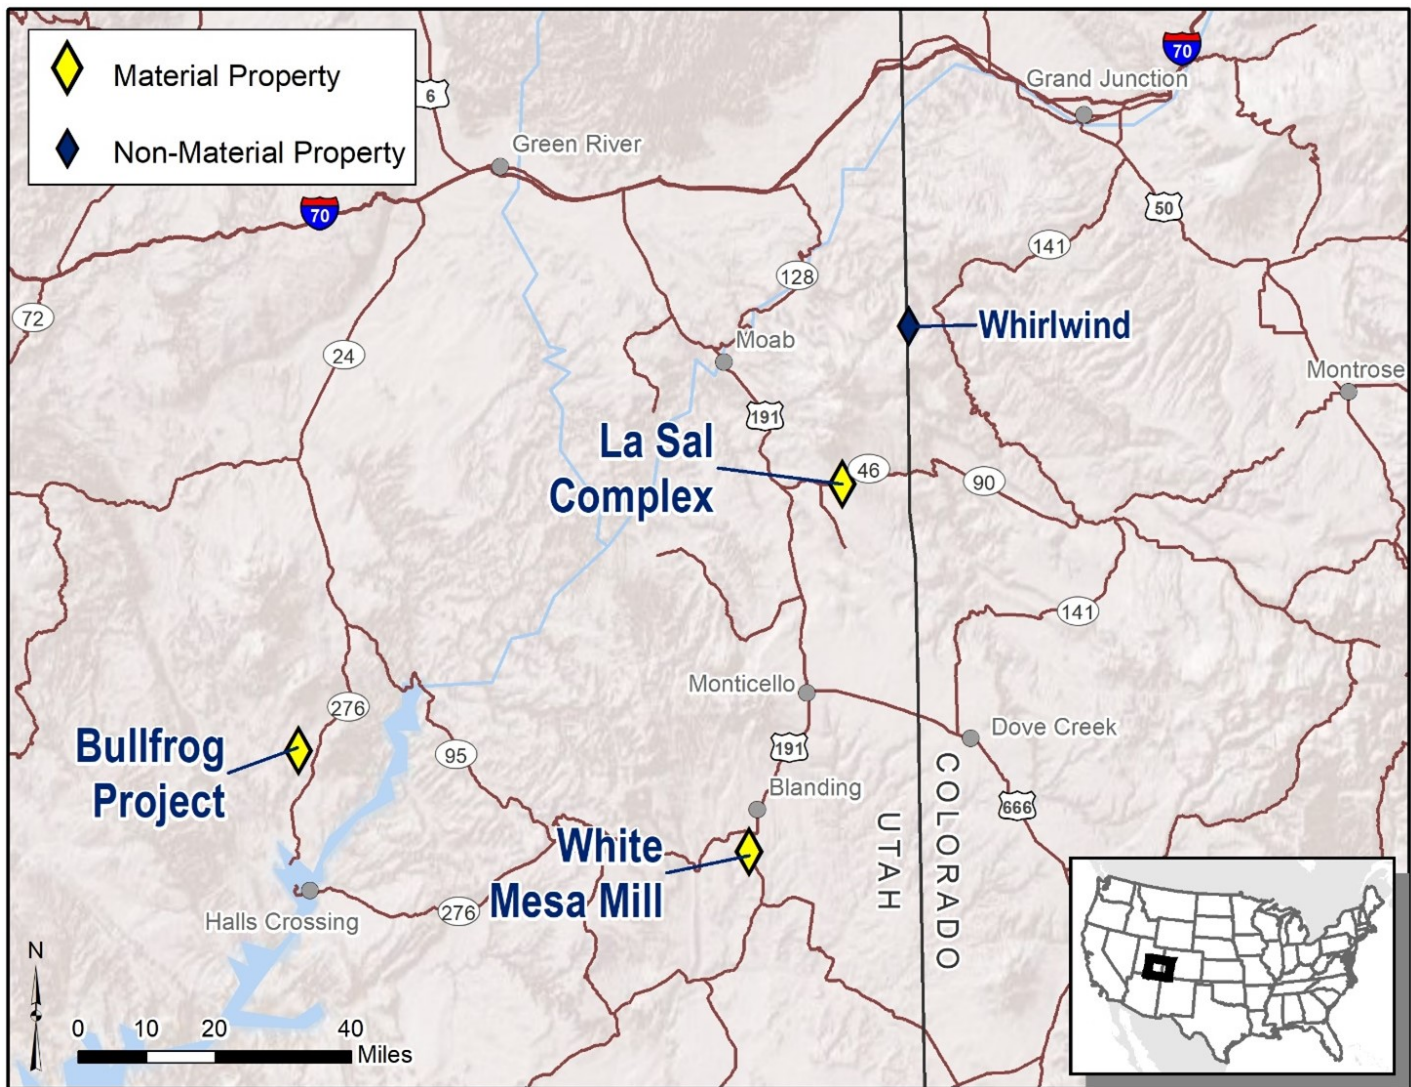 Material Property
Non-Material Property
6
70
Grand Junction
Green River
70
50
141
128
72
24
Whirlwind
Moab
Montrose
191
La Sal
Complex
46
90
141
Monticello
276
Dove Creek
Bullfrog
Project
95
191
Blanding
666
UTAH
COLORADO
White
Mesa Mill
Halls Crossing
276
N
0 10 20 40
Miles